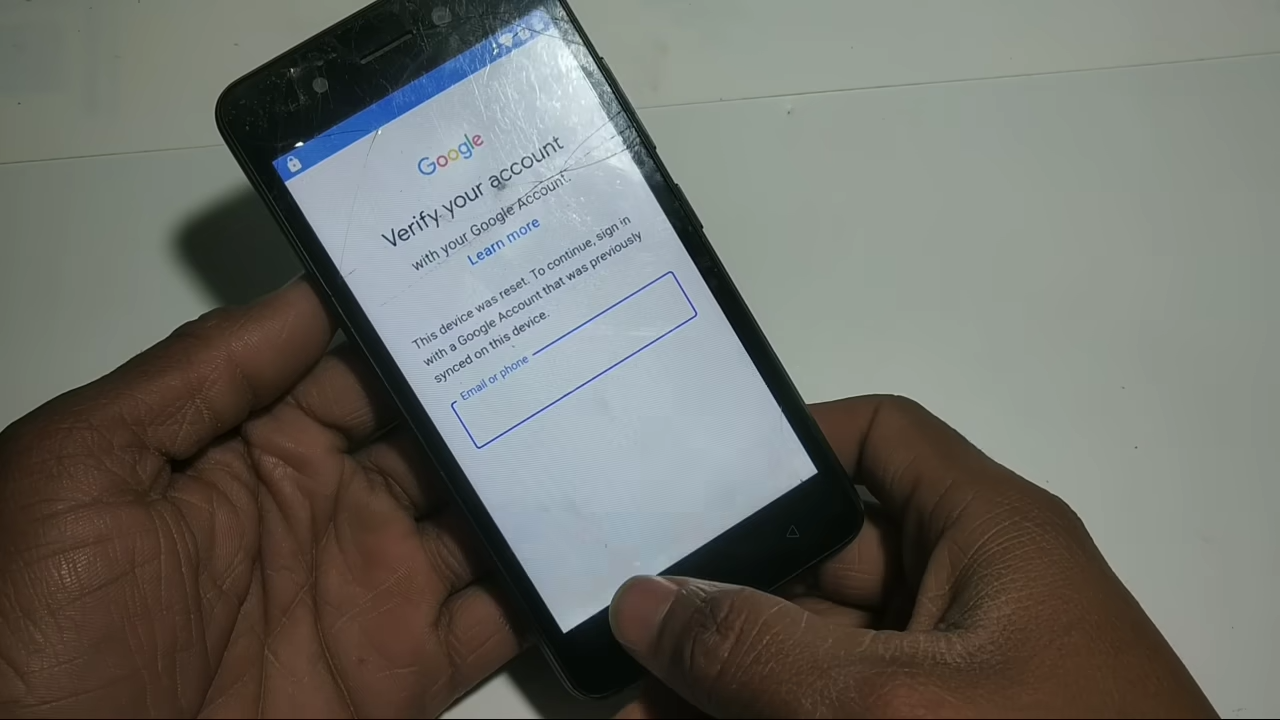 Google
Verify your account
with your Google Account.
Learn more
This device was reset. To continue, sign in
with a Google Account that was previously
synced on this device.
Email or phone